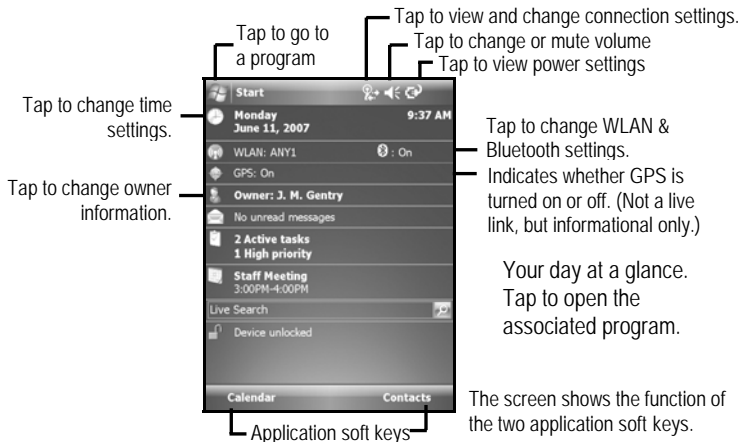 Tap to view and change connection settings.
Tap to go to
a program
Tap to change or mute volume
Tap to view power settings
Start
Tap to change time
settings.
Monday
June 11, 2007
9:37 AM
WLAN: ANY1
: On
Tap to change WLAN &
Bluetooth settings.
GPS: On
Indicates whether GPS is
turned on or off. (Not a live
link, but informational only.)
Tap to change owner
information.
Owner: J. M. Gentry
No unread messages
2 Active tasks
1 High priority
Your day at a glance.
Tap to open the
associated program.
Staff Meeting
3:00PM-4:00PM
Live Search
Device unlocked
Calendar
Contacts
The screen shows the function of
the two application soft keys.
Application soft keys